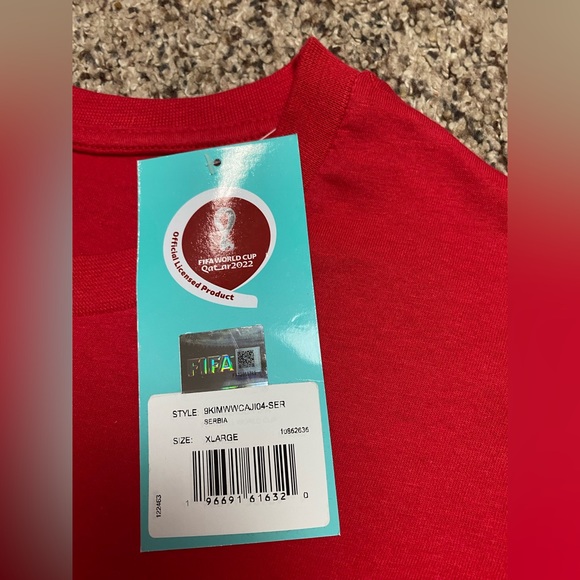 FIFA WORLD CUP
Qatar2022
Official Licensed Product
FIFA
STYLE 9KIMWWCAJI04-SER
SERBIA
SIZE: XLARGE
10862636
122463
1 96691 61632 0